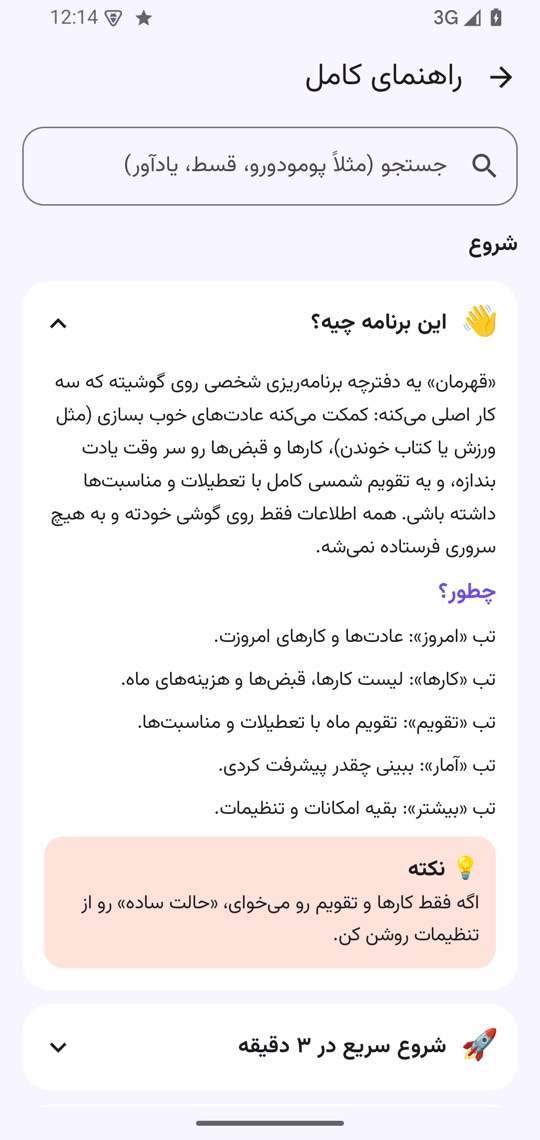 12:14
3G
راهنمای کامل
جستجو (مثلاً پومودورو، قسط، یادآور)
شروع
👋 این برنامه چیه؟
«قهرمان» یه دفترچه برنامه‌ریزی شخصی روی گوشیته که سه
کار اصلی می‌کنه: کمکت می‌کنه عادت‌های خوب بسازی (مثل
ورزش یا کتاب خوندن)، کارها و قبض‌ها رو سر وقت یادت
بندازه، و یه تقویم شمسی کامل با تعطیلات و مناسبت‌ها
داشته باشی. همه اطلاعات فقط روی گوشی خودته و به هیچ
سروری فرستاده نمی‌شه.
چطور؟
تب «امروز»: عادت‌ها و کارهای امروزت.
تب «کارها»: لیست کارها، قبض‌ها و هزینه‌های ماه.
تب «تقویم»: تقویم ماه با تعطیلات و مناسبت‌ها.
تب «آمار»: ببینی چقدر پیشرفت کردی.
تب «بیشتر»: بقیه امکانات و تنظیمات.
💡 نکته
اگه فقط کارها و تقویم رو می‌خوای، «حالت ساده» رو از
تنظیمات روشن کن.
🚀 شروع سریع در ۳ دقیقه